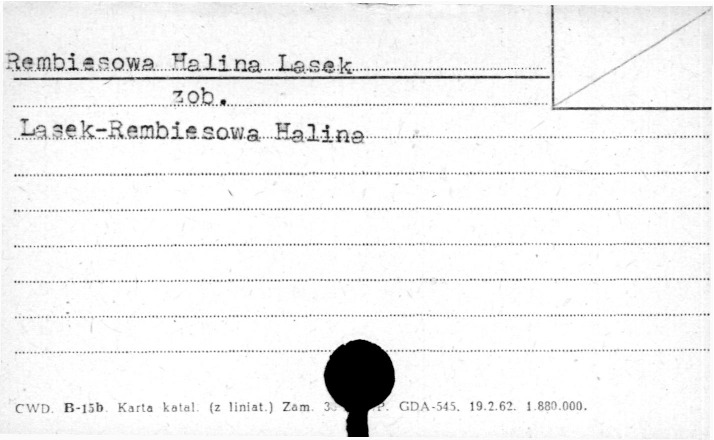 Rembiesowa Halina Lasek
zob.
Lasek-Rembiesowa Halina
CWD. B-15b. Karta katal. (z liniat.) Zam. P. GDA-545. 19.2.62. 1.880.000.